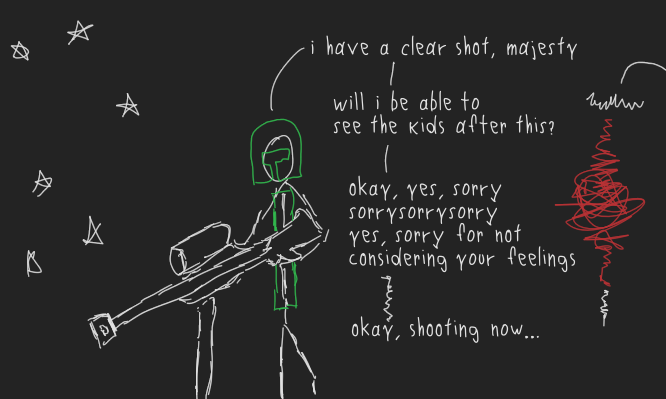 i have a clear shot, majesty
will i be able to
see the kids after this?
okay, yes, sorry
sorrysorrysorry
yes, sorry for not
considering your feelings
okay, shooting now...